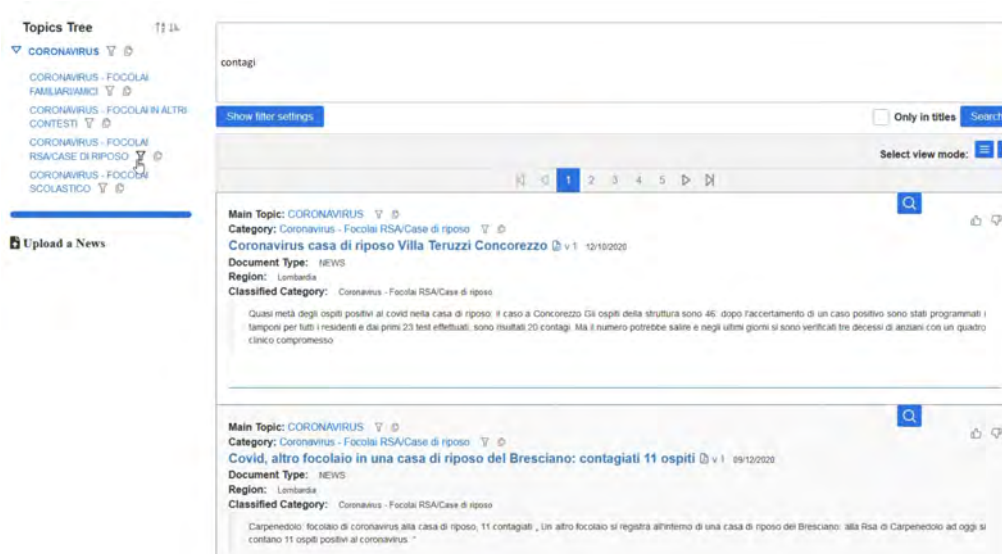 Topics Tree
CORONAVIRUS
CORONAVIRUS - FOCOLAI
FAMILIARI/AMICI
CORONAVIRUS - FOCOLAI IN ALTRI
CONTESTI
CORONAVIRUS - FOCOLAI
RSA/CASE DI RIPOSO
CORONAVIRUS - FOCOLAI
SCOLASTICO
Upload a News
contagi
Show filter settings
Only in titles
Search
Select view mode:
1 2 3 4 5
Main Topic: CORONAVIRUS
Category: Coronavirus - Focolai RSA/Case di riposo
Coronavirus casa di riposo Villa Teruzzi Concorezzo v 1 12/10/2020
Document Type: NEWS
Region: Lombardia
Classified Category: Coronavirus - Focolai RSA/Case di riposo
Quasi metà degli ospiti positivi al covid nella casa di riposo: il caso a Concorezzo Gli ospiti della struttura sono 46: dopo l'accertamento di un caso positivo sono stati programmati i
tamponi per tutti i residenti e dai primi 23 test effettuati, sono risultati 20 contagi. Ma il numero potrebbe salire e negli ultimi giorni si sono verificati tre decessi di anziani con un quadro
clinico compromesso
Main Topic: CORONAVIRUS
Category: Coronavirus - Focolai RSA/Case di riposo
Covid, altro focolaio in una casa di riposo del Bresciano: contagiati 11 ospiti v 1 09/12/2020
Document Type: NEWS
Region: Lombardia
Classified Category: Coronavirus - Focolai RSA/Case di riposo
Carpenedolo: focolaio di coronavirus alla casa di riposo, 11 contagiati „ Un altro focolaio si registra all'interno di una casa di riposo del Bresciano: alla Rsa di Carpenedolo ad oggi si
contano 11 ospiti positivi al coronavirus. "